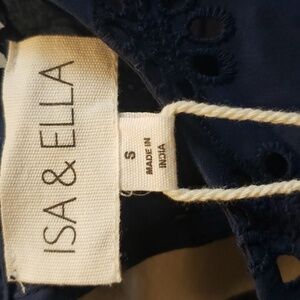 ISA & ELLA
S
MADE IN
INDIA